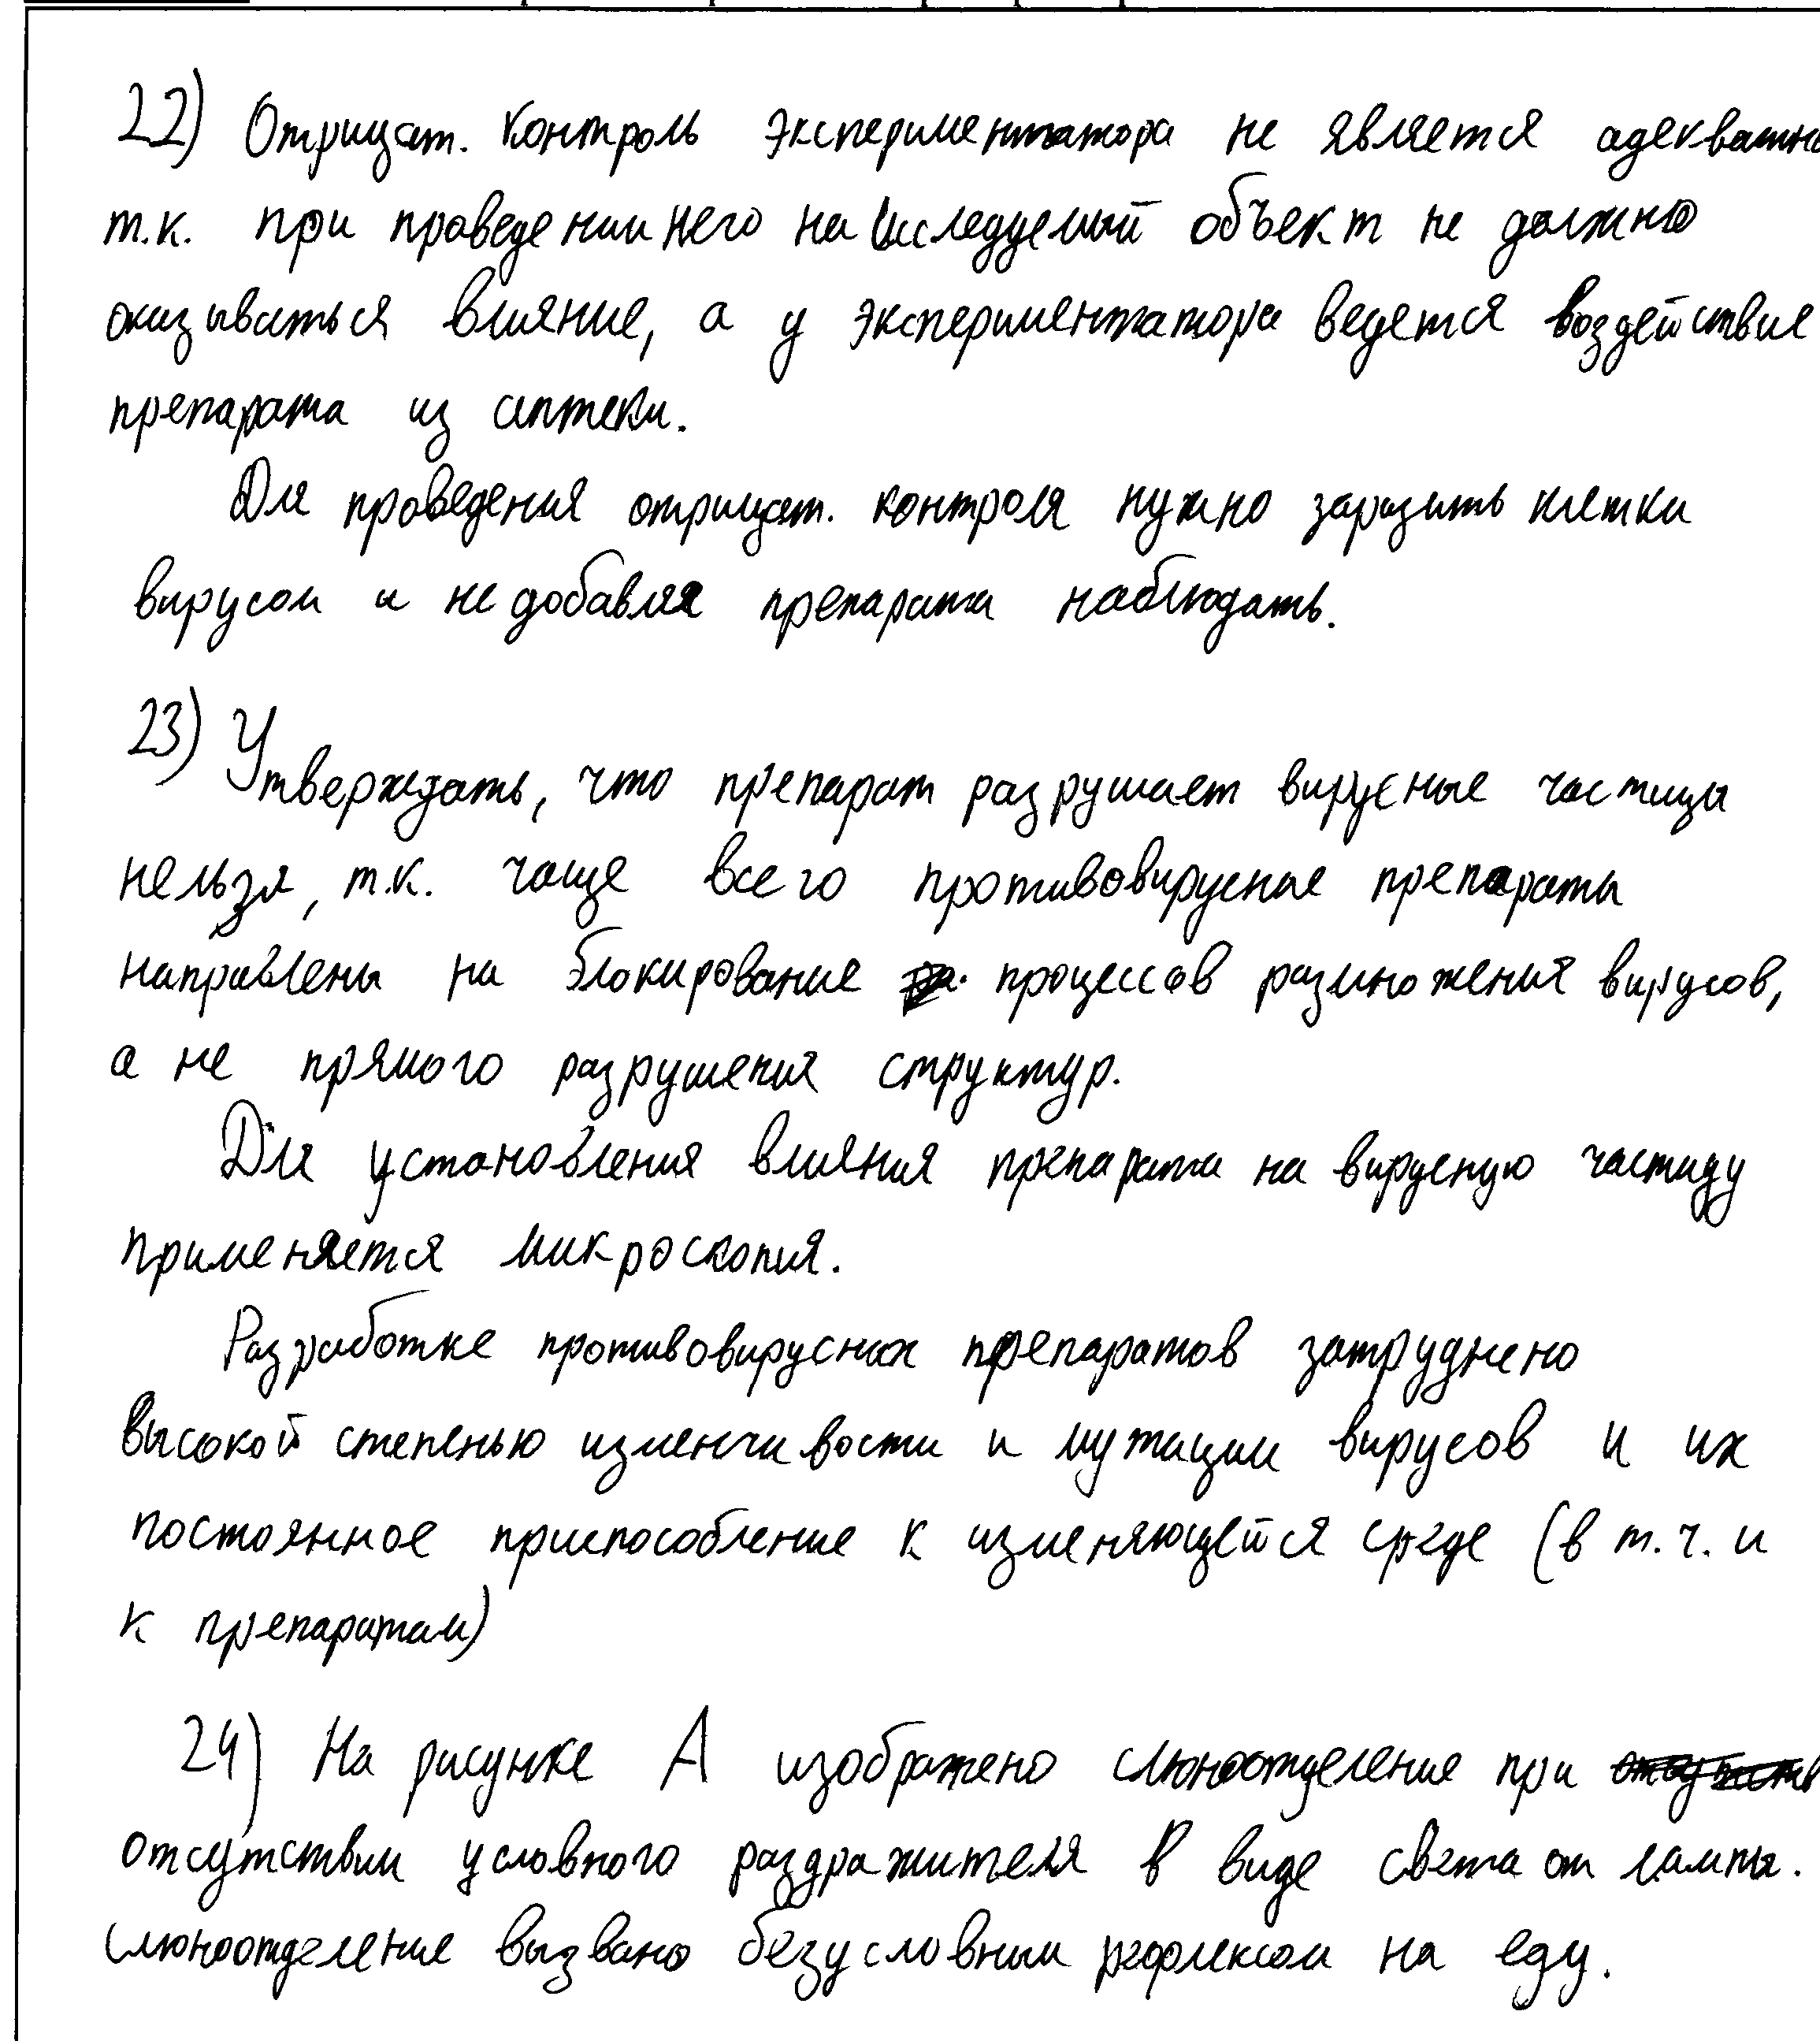 22) Отрицат. контроль экспериментатора не является адекватн
т.к. при проведении него на исследуемый объект не должно
оказываться влияние, а у экспериментатора ведется воздействие
препарата из аптеки.
Для проведения отрицат. контроля нужно заразить клетки
вирусом и не добавляя препарата наблюдать.
23) Утверждать, что препарат разрушает вирусные частицы
нельзя, т.к. чаще всего противовирусные препараты
направлены на блокирование процессов размножения вирусов,
а не прямого разрушения структур.
Для установления влияния препарата на вирусную частицу
применяется микроскопия.
Разработке противовирусных препаратов затруднено
высокой степенью изменчивости и мутации вирусов и их
постоянное приспособление к изменяющейся среде (в т.ч. и
к препаратам)
24) На рисунке А изображено слюноотделение при
отсутствии условного раздражителя в виде света от лампы.
Слюноотделение вызвано безусловным рефлексом на еду.